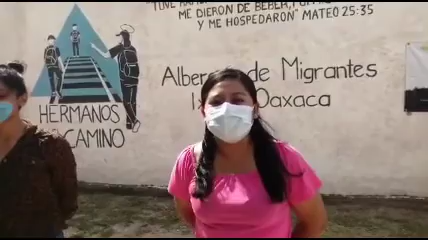 ME DIERON DE BEBER,
Y ME HOSPEDARON" MATEO 25:35
HERMANOS
CAMINO
Albergue de Migrantes
Oaxaca